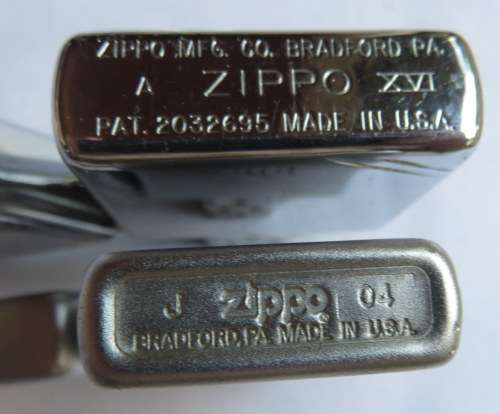 ZIPPO MFG. CO. BRADFORD PA.
A ZIPPO XVI
PAT. 2032695 MADE IN U.S.A.
J Zippo 04
BRADFORD,PA. MADE IN U.S.A.